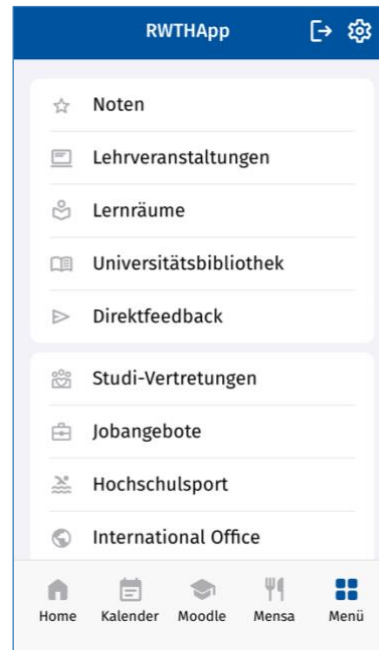 RWTHApp
Noten
Lehrveranstaltungen
Lernräume
Universitätsbibliothek
Direktfeedback
Studi-Vertretungen
Jobangebote
Hochschulsport
International Office
Home Kalender Moodle Mensa Menü